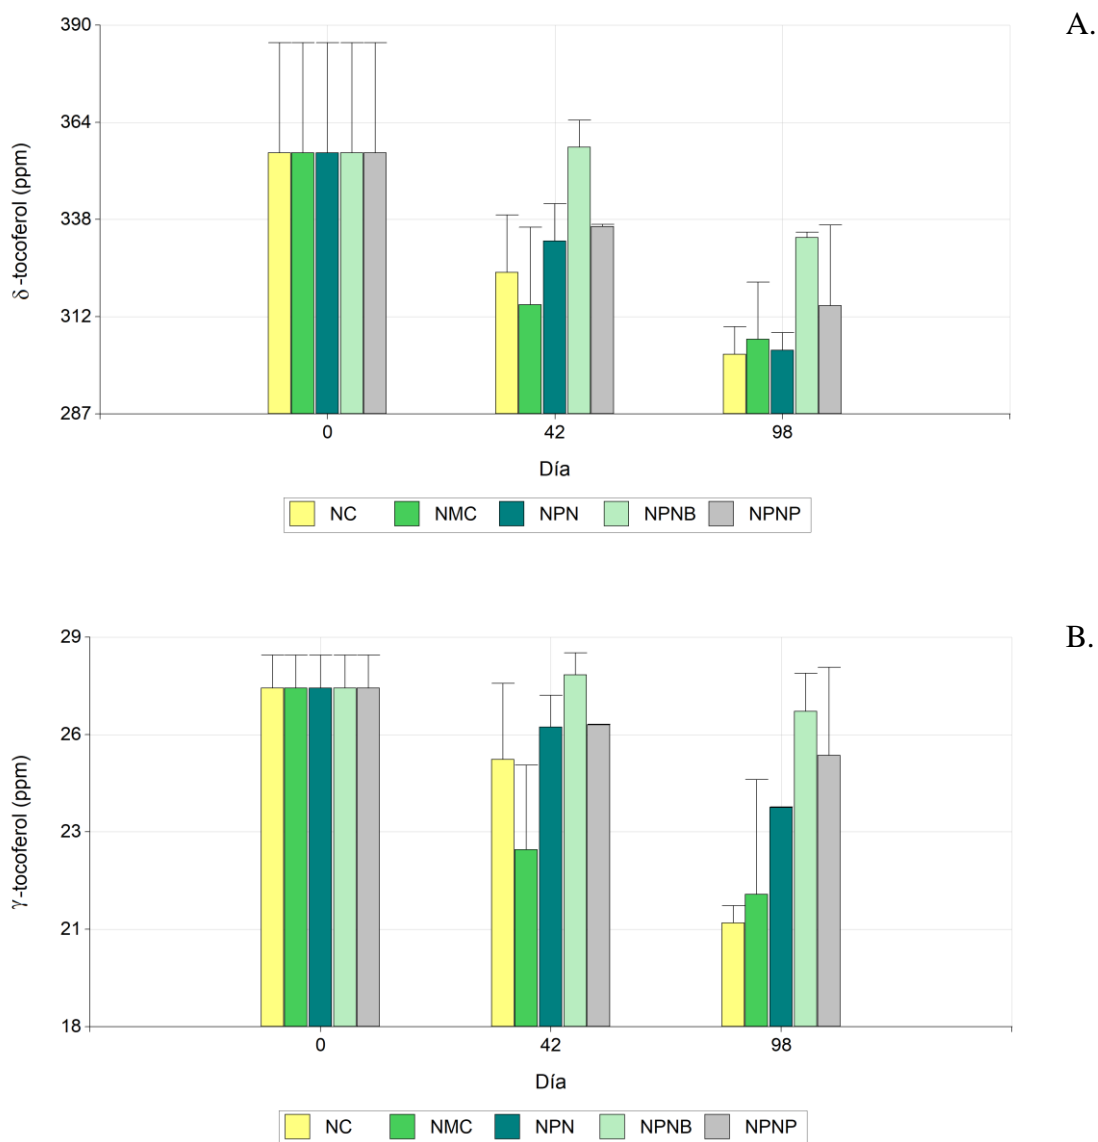 A.
390
364
338
312
287
δ -tocoferol (ppm)
0 42 98
Día
NC NMC NPN NPNB NPNP
B.
29
26
23
21
18
γ-tocoferol (ppm)
0 42 98
Día
NC NMC NPN NPNB NPNP